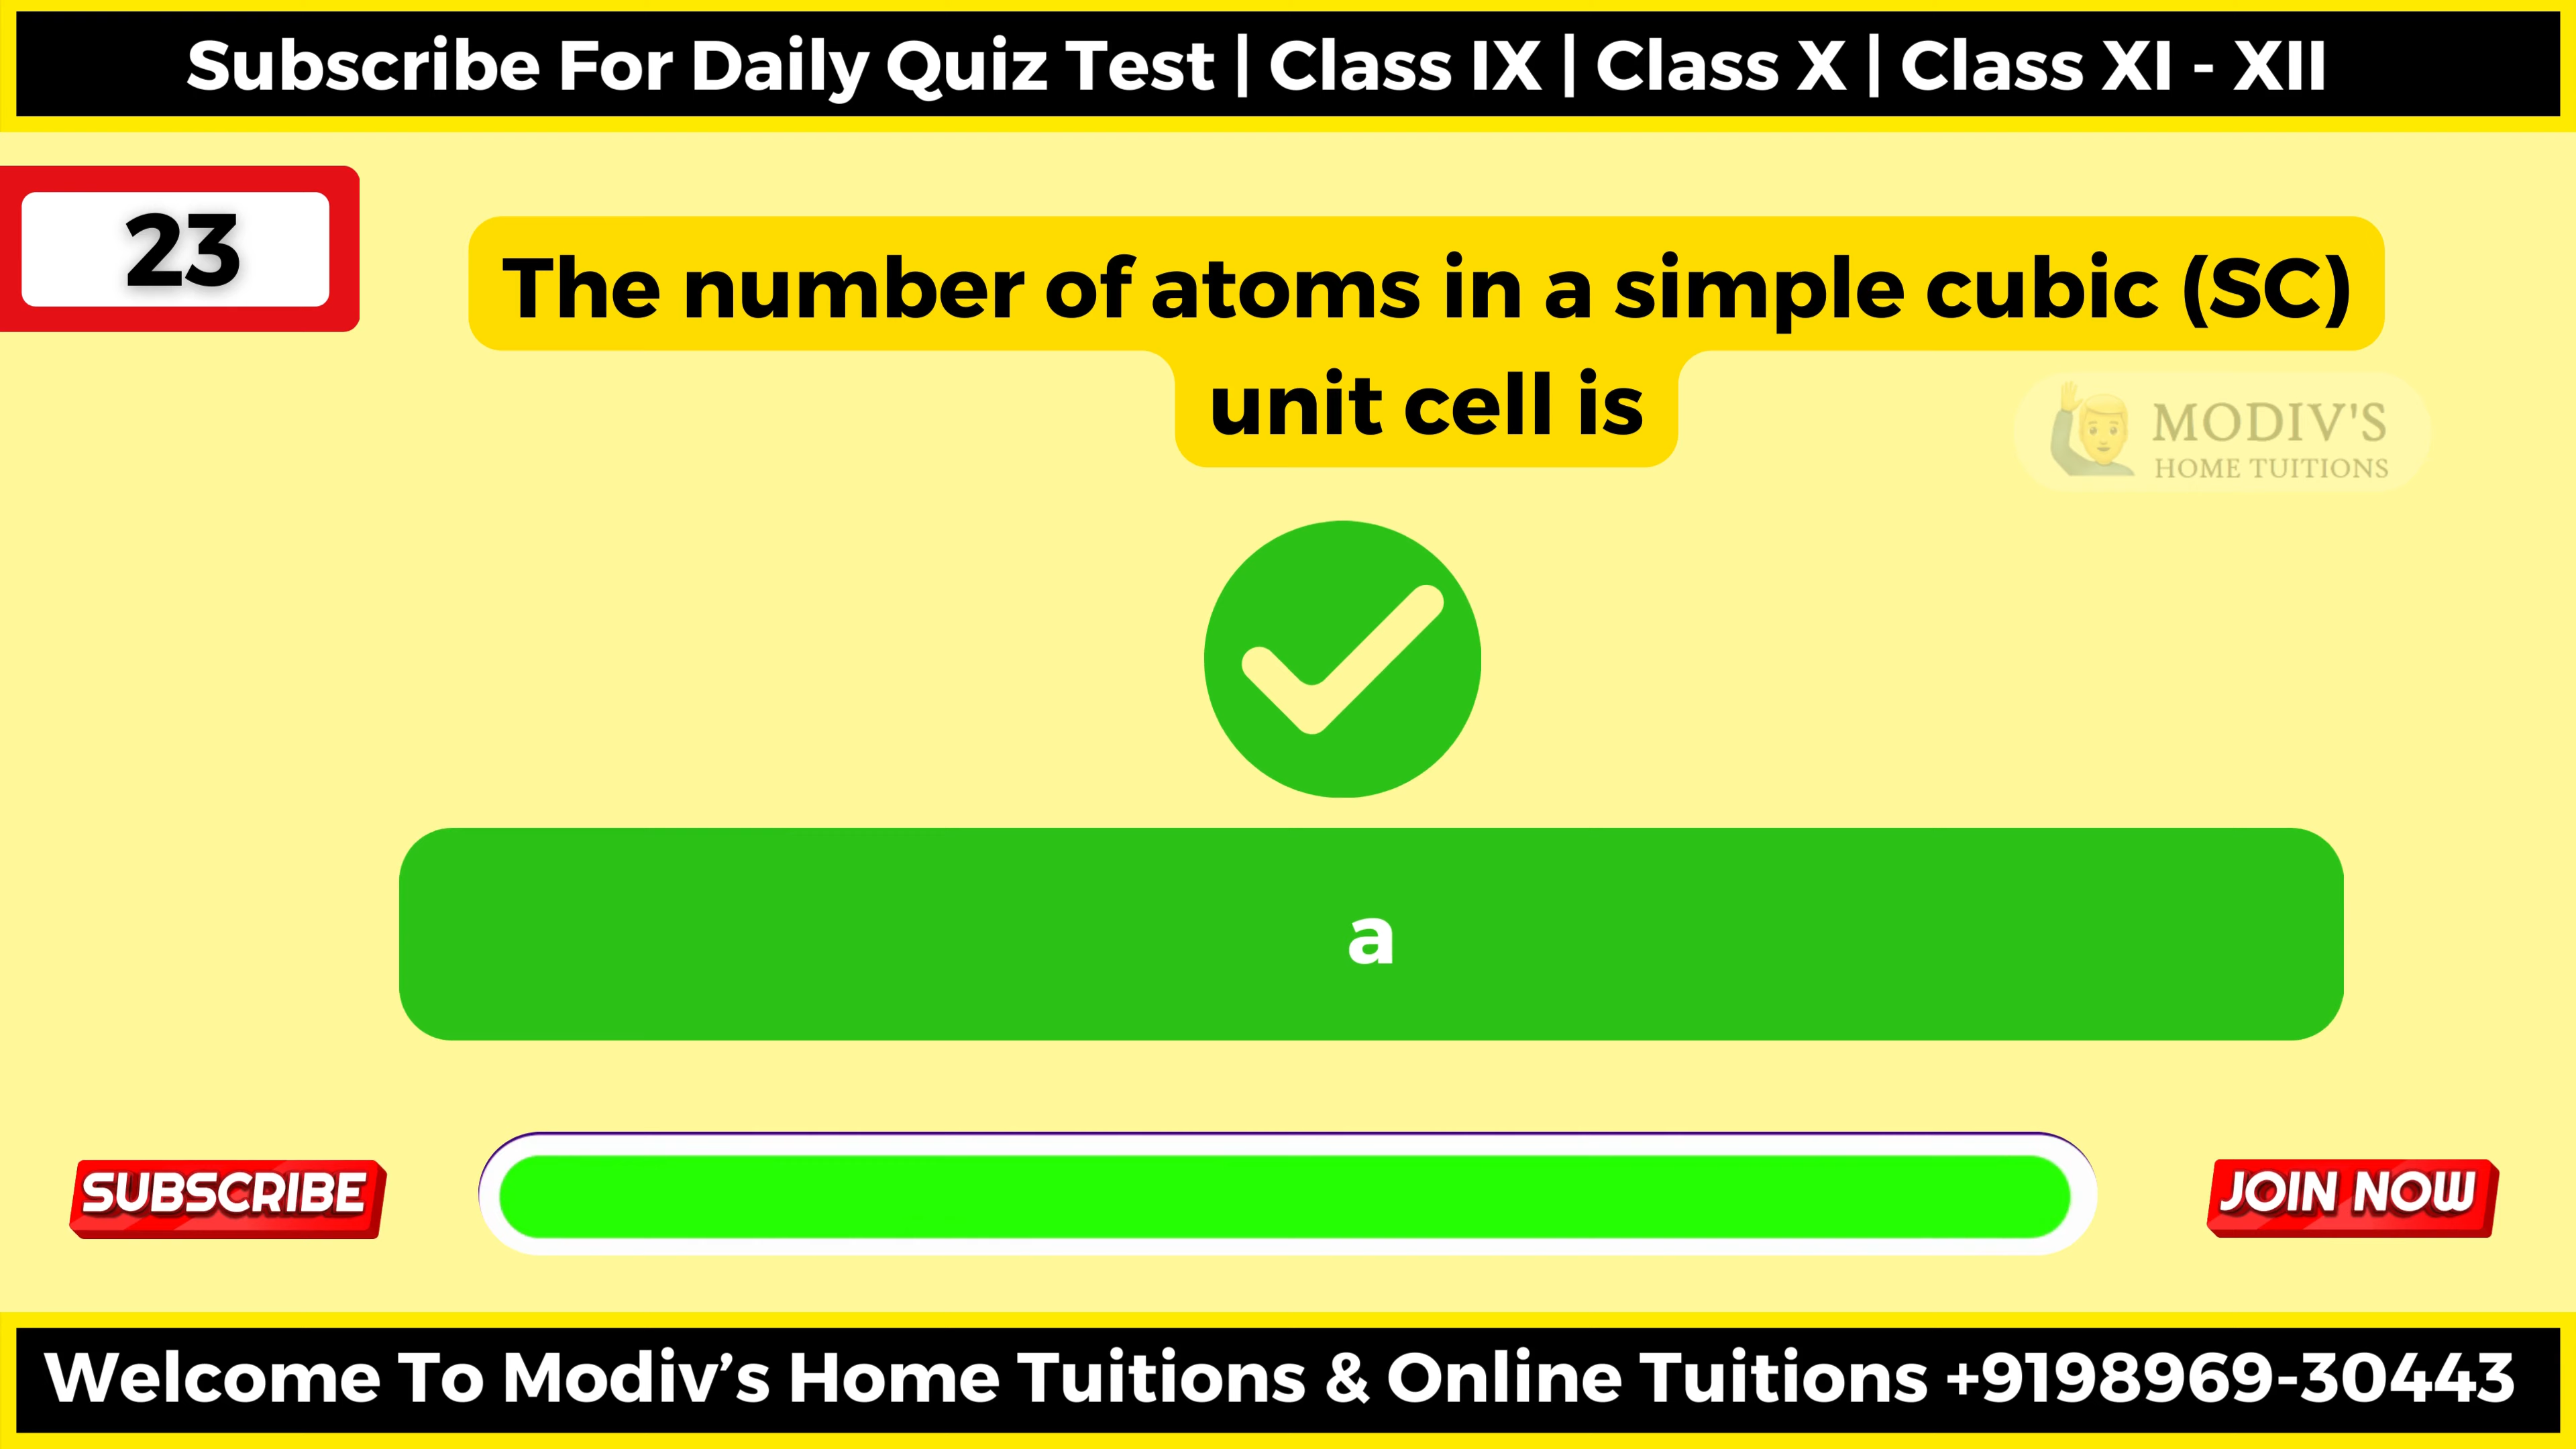 Subscribe For Daily Quiz Test | Class IX | Class X | Class XI - XII
23
The number of atoms in a simple cubic (SC)
unit cell is
MODIV'S
HOME TUITIONS
a
SUBSCRIBE
JOIN NOW
Welcome To Modiv’s Home Tuitions & Online Tuitions +9198969-30443